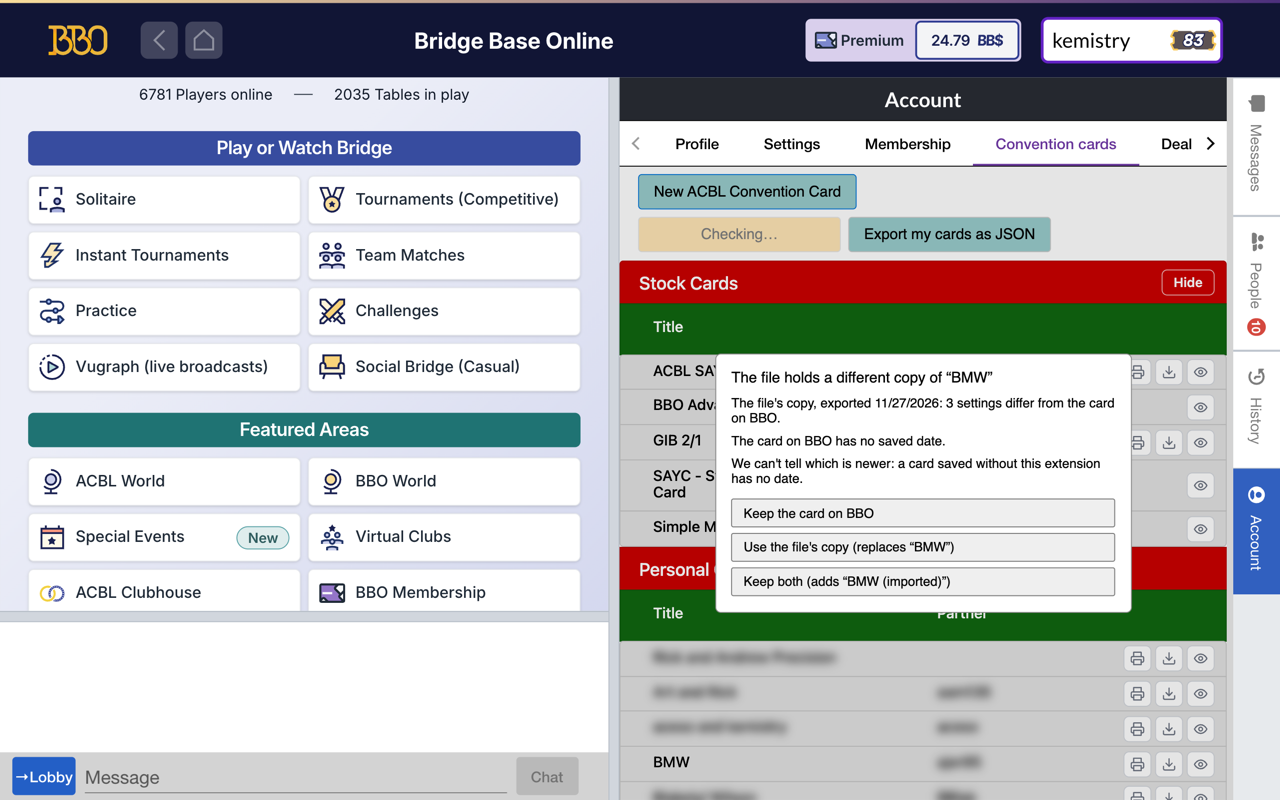 BBO
Bridge Base Online
Premium
24.79 BB$
kemistry
83
6781 Players online — 2035 Tables in play
Play or Watch Bridge
Solitaire
Tournaments (Competitive)
Instant Tournaments
Team Matches
Practice
Challenges
Vugraph (live broadcasts)
Social Bridge (Casual)
Featured Areas
ACBL World
BBO World
Special Events
New
Virtual Clubs
ACBL Clubhouse
BBO Membership
→Lobby
Message
Chat
Account
Profile
Settings
Membership
Convention cards
Deal
New ACBL Convention Card
Checking…
Export my cards as JSON
Stock Cards
Hide
Title
ACBL SA
BBO Adv
GIB 2/1
SAYC - S
Card
Simple M
The file holds a different copy of “BMW”
The file's copy, exported 11/27/2026: 3 settings differ from the card
on BBO.
The card on BBO has no saved date.
We can't tell which is newer: a card saved without this extension
has no date.
Keep the card on BBO
Use the file's copy (replaces “BMW”)
Keep both (adds “BMW (imported)”)
Personal
Title
Partner
BMW
Messages
People
10
History
Account